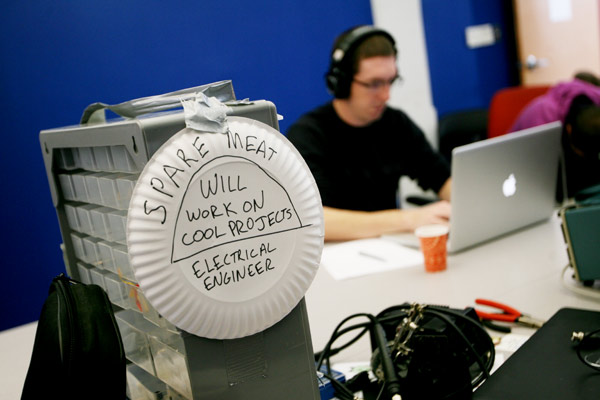 SPARE MEAT
WILL
WORK ON
COOL PROJECTS
ELECTRICAL
ENGINEER